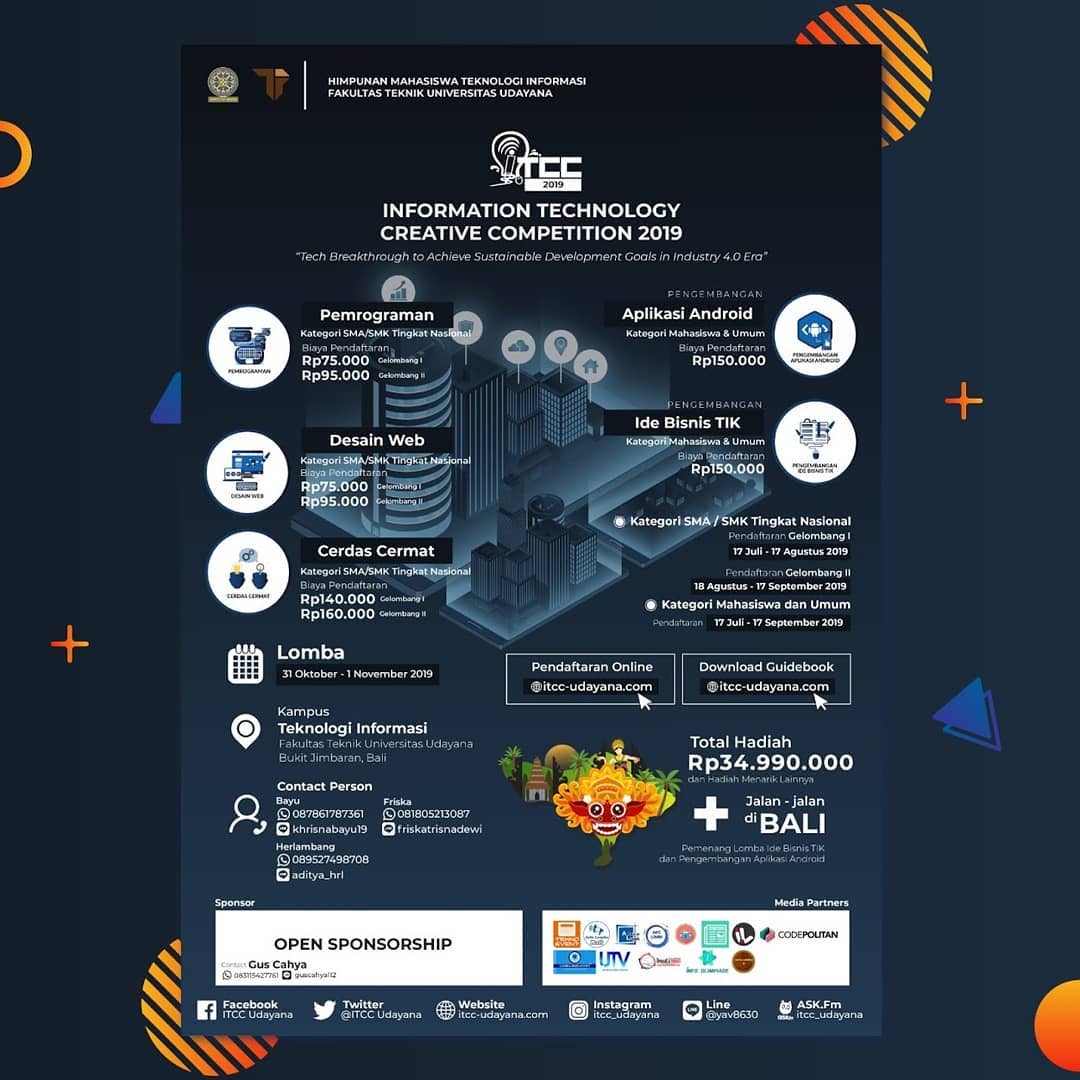 HIMPUNAN MAHASISWA TEKNOLOGI INFORMASI
FAKULTAS TEKNIK UNIVERSITAS UDAYANA
ITCC
2019
INFORMATION TECHNOLOGY
CREATIVE COMPETITION 2019
"Tech Breakthrough to Achieve Sustainable Development Goals in Industry 4.0 Era"
PEMROGRAMAN
Pemrograman
Kategori SMA/SMK Tingkat Nasional
Biaya Pendaftaran
Rp75.000 Gelombang I
Rp95.000 Gelombang II
DESAIN WEB
Desain Web
Kategori SMA/SMK Tingkat Nasional
Biaya Pendaftaran
Rp75.000 Gelombang I
Rp95.000 Gelombang II
CERDAS CERMAT
Cerdas Cermat
Kategori SMA/SMK Tingkat Nasional
Biaya Pendaftaran
Rp140.000 Gelombang I
Rp160.000 Gelombang II
PENGEMBANGAN
Aplikasi Android
Kategori Mahasiswa & Umum
Biaya Pendaftaran
Rp150.000
PENGEMBANGAN
APLIKASI ANDROID
PENGEMBANGAN
Ide Bisnis TIK
Kategori Mahasiswa & Umum
Biaya Pendaftaran
Rp150.000
PENGEMBANGAN
IDE BISNIS TIK
Kategori SMA / SMK Tingkat Nasional
Pendaftaran Gelombang I
17 Juli - 17 Agustus 2019
Pendaftaran Gelombang II
18 Agustus - 17 September 2019
Kategori Mahasiswa dan Umum
Pendaftaran 17 Juli - 17 September 2019
Lomba
31 Oktober - 1 November 2019
Pendaftaran Online
itcc-udayana.com
Download Guidebook
itcc-udayana.com
Kampus
Teknologi Informasi
Fakultas Teknik Universitas Udayana
Bukit Jimbaran, Bali
Contact Person
Bayu
087861787361
khrisnabayu19
Friska
081805213087
friskatrisnadewi
Herlambang
089527498708
aditya_hrl
Total Hadiah
Rp34.990.000
dan Hadiah Menarik Lainnya
+
Jalan - jalan
di BALI
Pemenang Lomba Ide Bisnis TIK
dan Pengembangan Aplikasi Android
Sponsor
OPEN SPONSORSHIP
Contact Gus Cahya
083115427761 guscahya112
Media Partners
TEKNO
EVENT
CODEPOLITAN
UTV
INFO OLIMPIADE
Facebook
ITCC Udayana
Twitter
@ITCC Udayana
Website
itcc-udayana.com
Instagram
itcc_udayana
LINE
Line
@yav8630
ASK.Fm
itcc_udayana